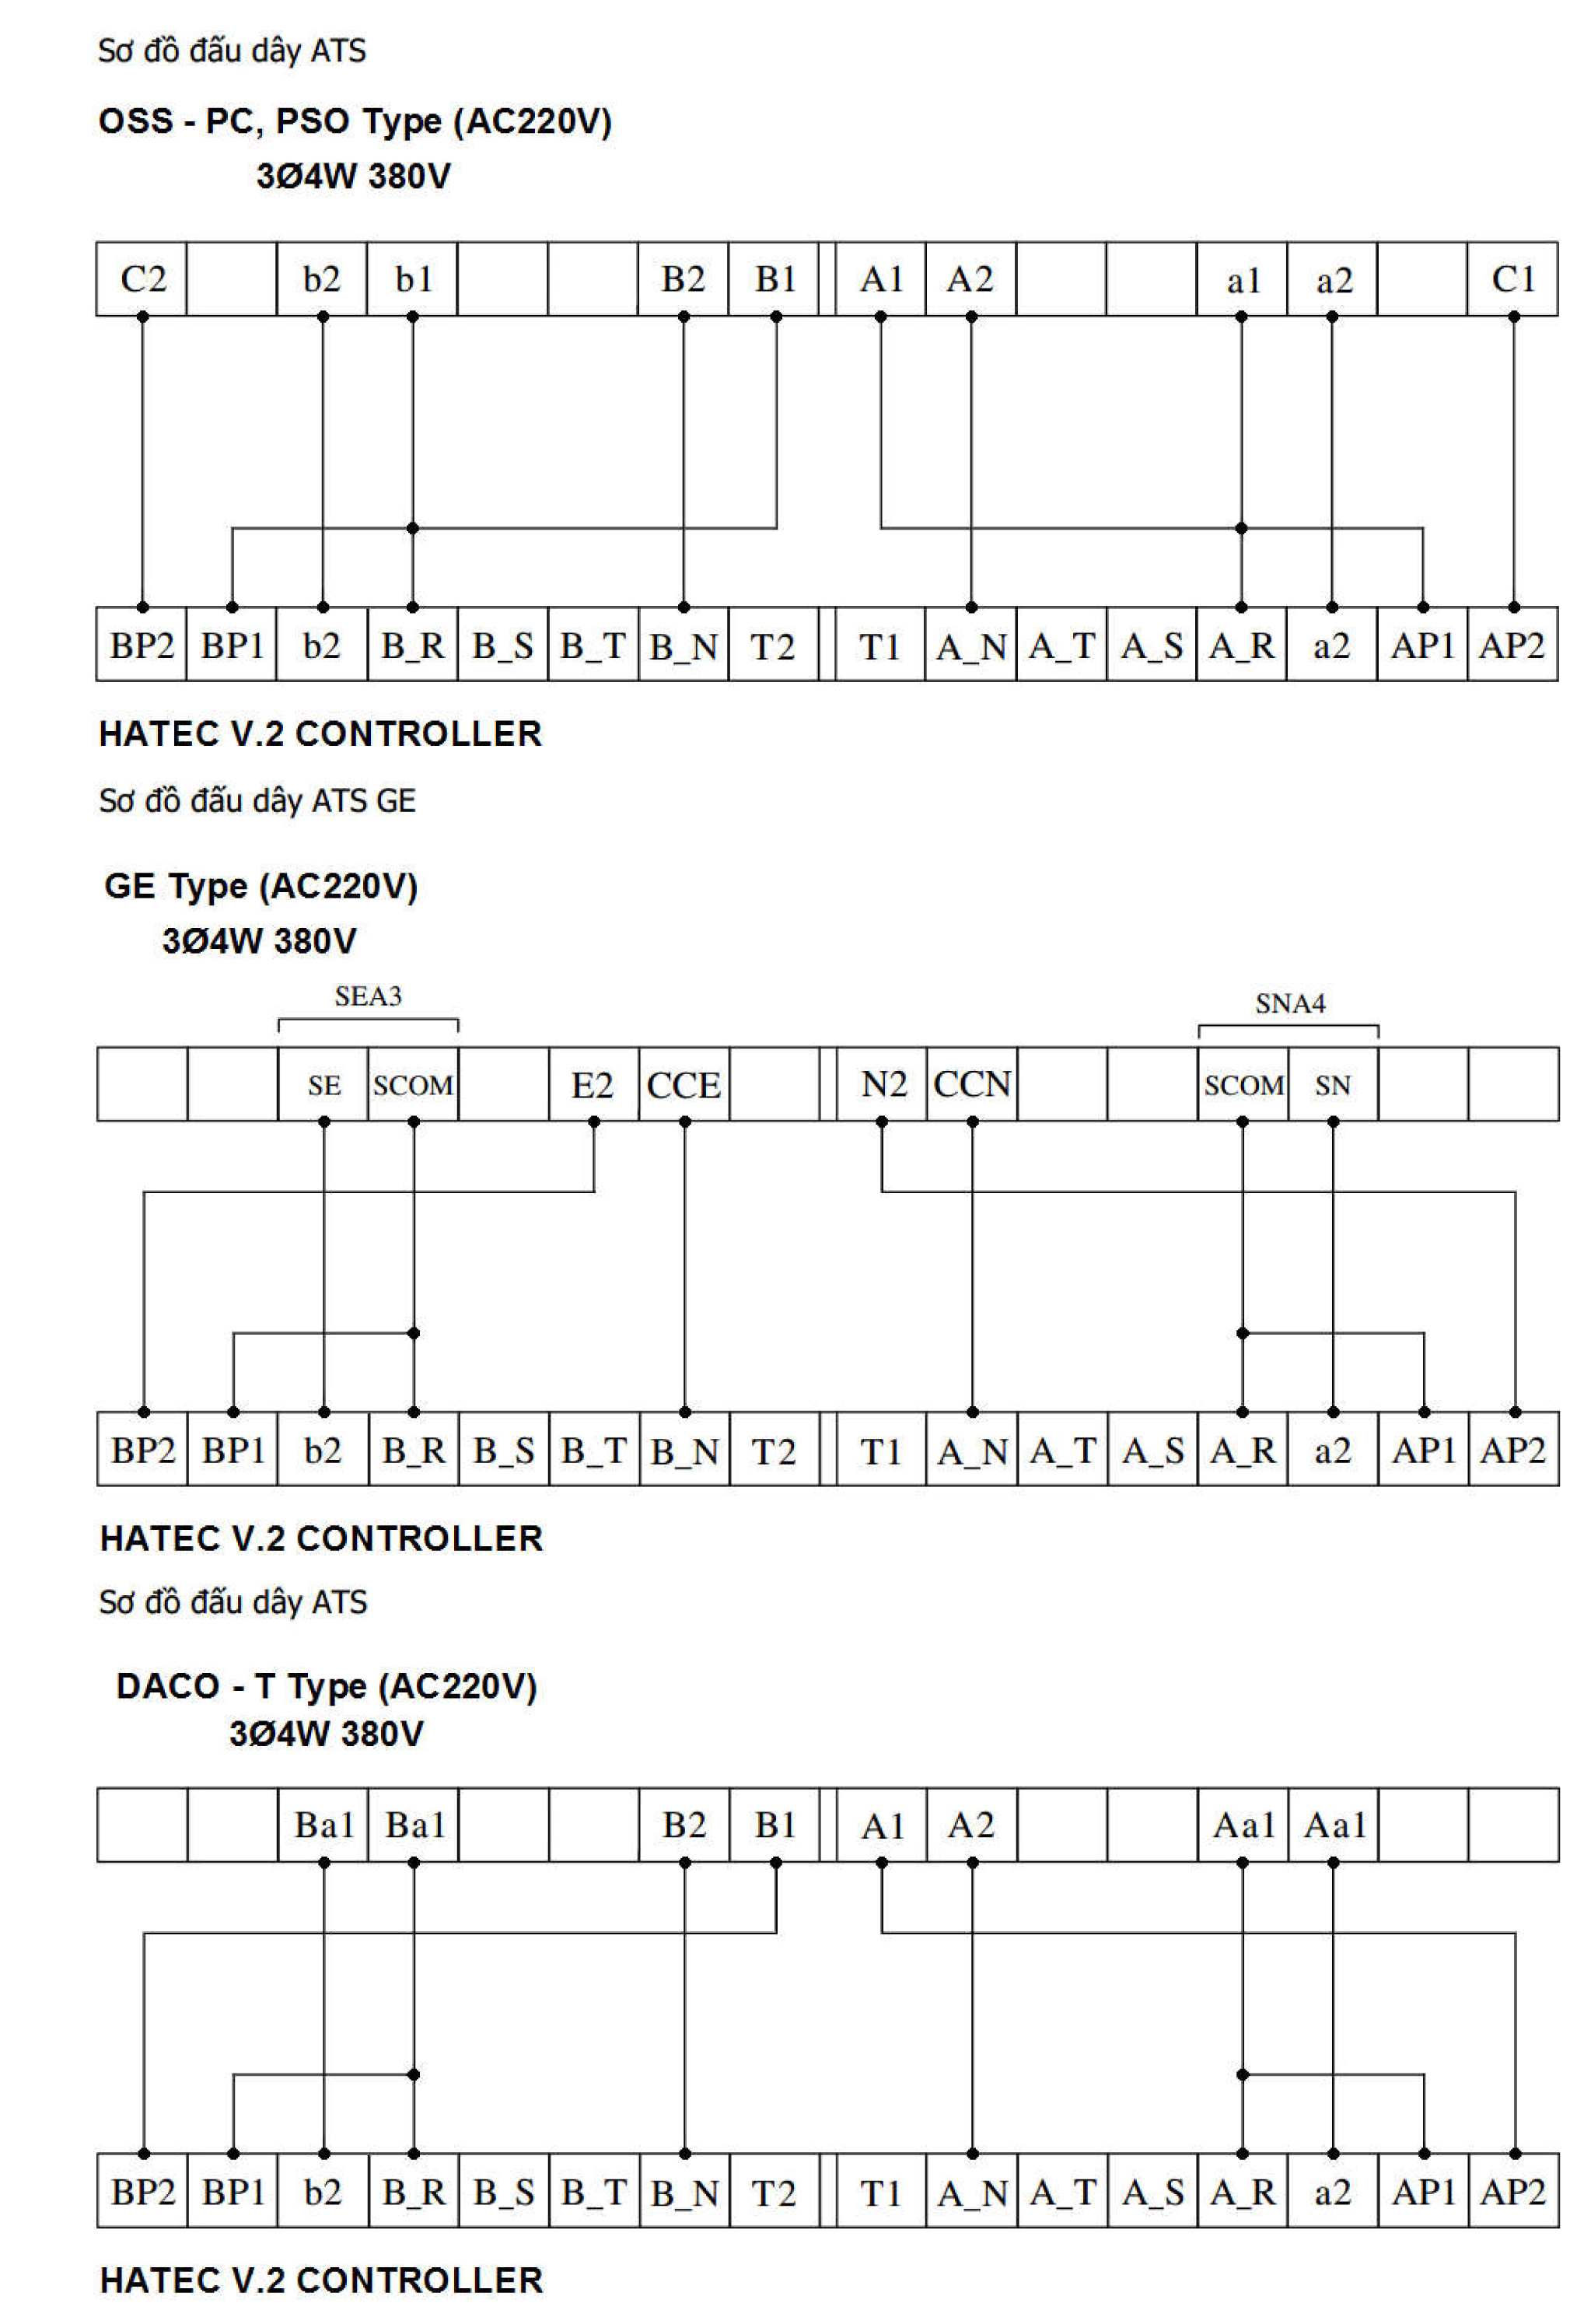 Sơ đồ đấu dây ATS
OSS - PC, PSO Type (AC220V)
3Ø4W 380V
C2 b2 b1 B2 B1 A1 A2 a1 a2 C1
BP2 BP1 b2 B_R B_S B_T B_N T2 T1 A_N A_T A_S A_R a2 AP1 AP2
HATEC V.2 CONTROLLER
Sơ đồ đấu dây ATS GE
GE Type (AC220V)
3Ø4W 380V
SEA3 SNA4
SE SCOM E2 CCE N2 CCN SCOM SN
BP2 BP1 b2 B_R B_S B_T B_N T2 T1 A_N A_T A_S A_R a2 AP1 AP2
HATEC V.2 CONTROLLER
Sơ đồ đấu dây ATS
DACO - T Type (AC220V)
3Ø4W 380V
Ba1 Ba1 B2 B1 A1 A2 Aa1 Aa1
BP2 BP1 b2 B_R B_S B_T B_N T2 T1 A_N A_T A_S A_R a2 AP1 AP2
HATEC V.2 CONTROLLER